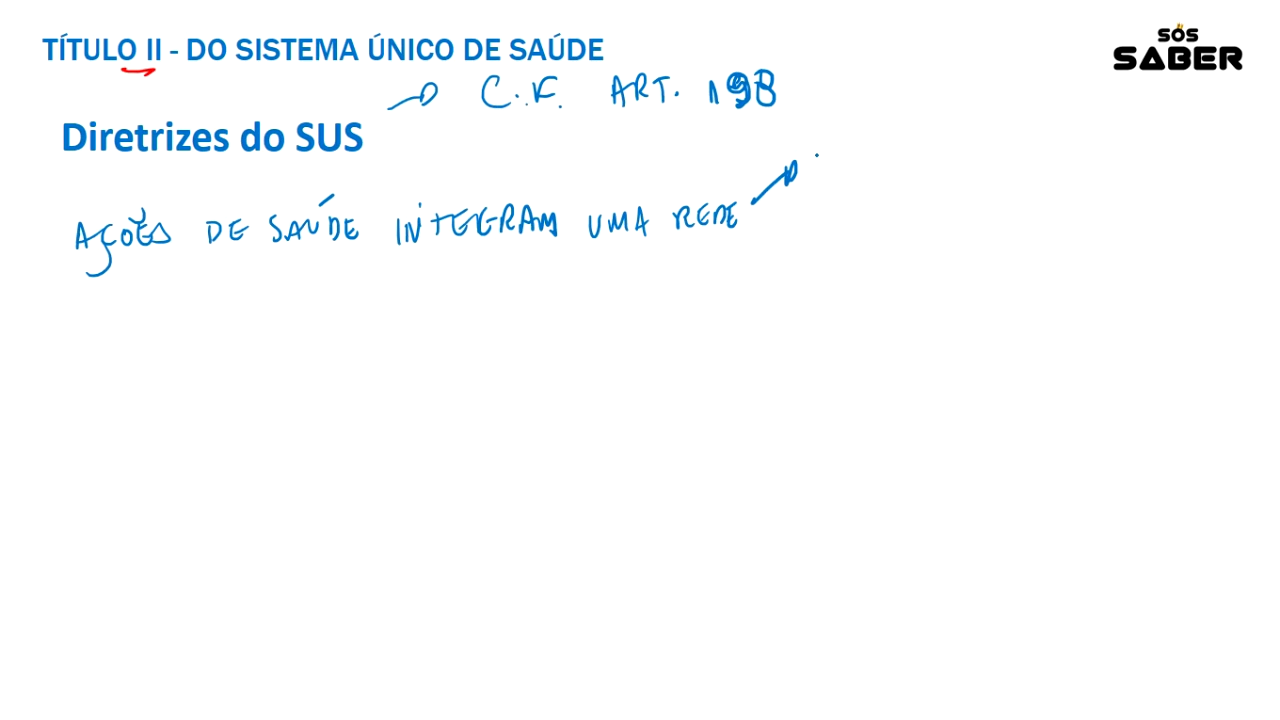 TÍTULO II - DO SISTEMA ÚNICO DE SAÚDE
SÓS
SABER
C.F. ART. 198
Diretrizes do SUS
AÇÕES DE SAÚDE INTEGRAM UMA REDE